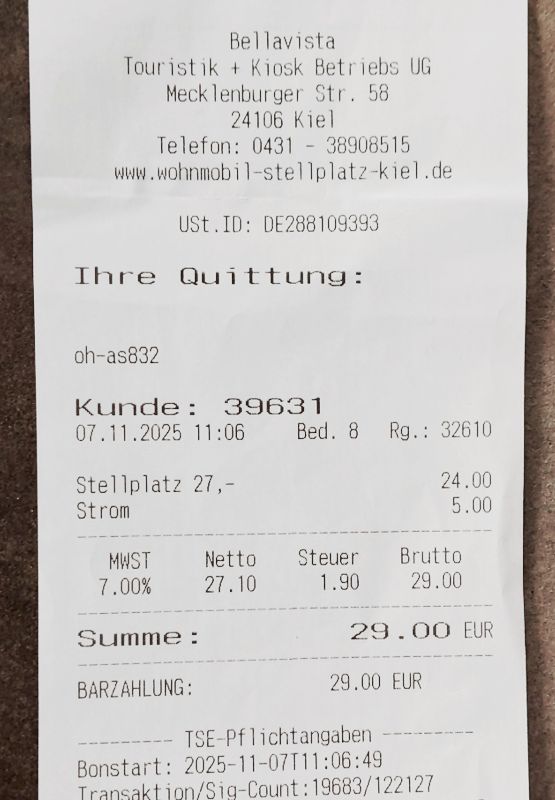 Bellavista
Touristik + Kiosk Betriebs UG
Mecklenburger Str. 58
24106 Kiel
Telefon: 0431 - 38908515
www.wohnmobil-stellplatz-kiel.de
USt.ID: DE288109393
Ihre Quittung:
oh-as832
Kunde: 39631
07.11.2025 11:06 Bed. 8 Rg.: 32610
Stellplatz 27,- 24.00
Strom 5.00
MWST Netto Steuer Brutto
7.00% 27.10 1.90 29.00
Summe: 29.00 EUR
BARZAHLUNG: 29.00 EUR
--------- TSE-Pflichtangaben ---------
Bonstart: 2025-11-07T11:06:49
Transaktion/Sig-Count:19683/122127